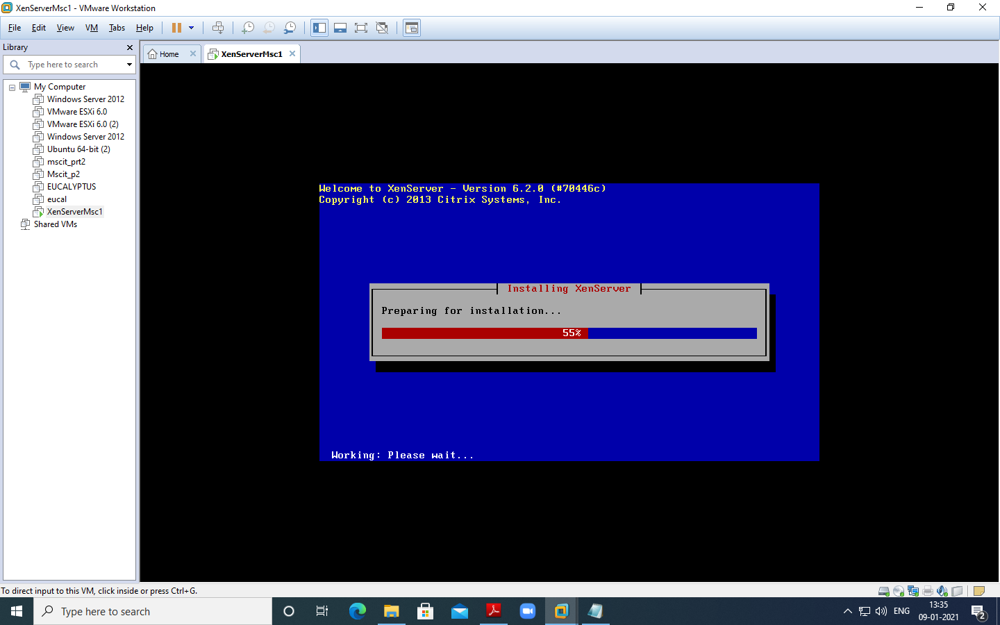 XenServerMsc1 - VMware Workstation
File Edit View VM Tabs Help
Library
Home
XenServerMsc1
Type here to search
My Computer
Windows Server 2012
VMware ESXi 6.0
VMware ESXi 6.0 (2)
Windows Server 2012
Ubuntu 64-bit (2)
mscit_prt2
Mscit_p2
EUCALYPTUS
eucal
XenServerMsc1
Shared VMs
Welcome to XenServer - Version 6.2.0 (#70446c)
Copyright (c) 2013 Citrix Systems, Inc.
Installing XenServer
Preparing for installation...
55%
Working: Please wait...
To direct input to this VM, click inside or press Ctrl+G.
Type here to search
ENG
13:35
09-01-2021
2